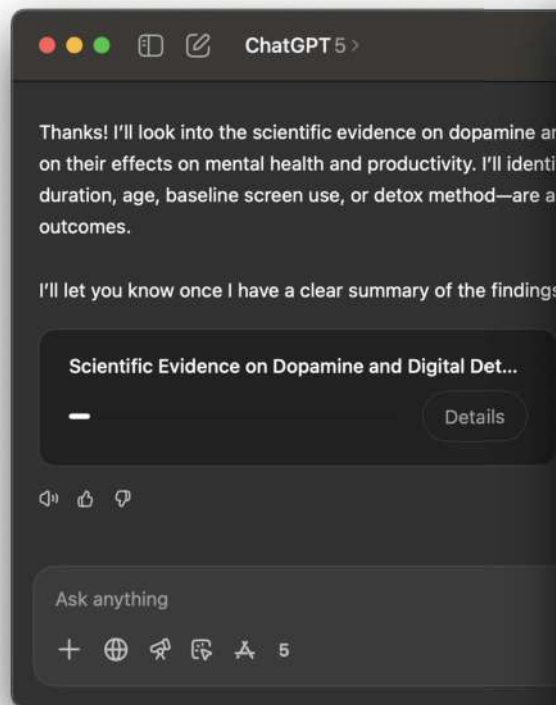 ChatGPT 5 >
Thanks! I'll look into the scientific evidence on dopamine
on their effects on mental health and productivity. I'll
duration, age, baseline screen use, or detox method—are
outcomes.
I'll let you know once I have a clear summary of the findings
Scientific Evidence on Dopamine and Digital Det...
Details
Ask anything
5